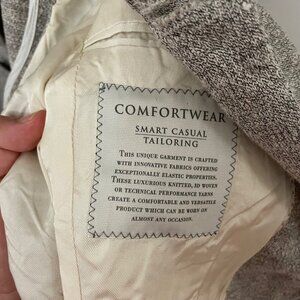 COMFORTWEAR
SMART CASUAL
TAILORING
THIS UNIQUE GARMENT IS CRAFTED
WITH INNOVATIVE FABRICS OFFERING
EXCEPTIONALLY ELASTIC PROPERTIES.
THESE LUXURIOUS KNITTED, 3D WOVEN
OR TECHNICAL PERFORMANCE YARNS
CREATE A COMFORTABLE AND VERSATILE
PRODUCT WHICH CAN BE WORN ON
ALMOST ANY OCCASION.